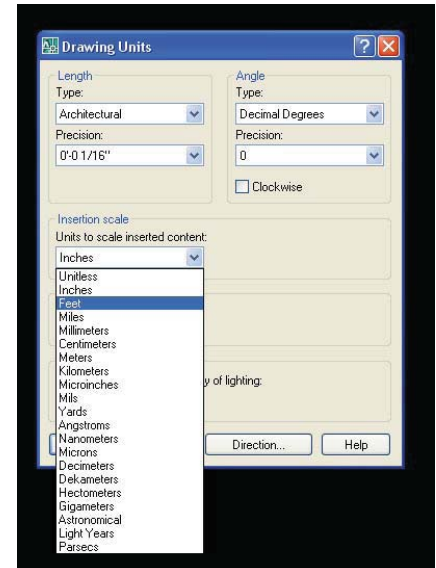 Drawing Units
Length
Type:
Architectural
Precision:
0'-0 1/16"
Angle
Type:
Decimal Degrees
Precision:
0
Clockwise
Insertion scale
Units to scale inserted content:
Inches
Unitless
Inches
Feet
Miles
Millimeters
Centimeters
Meters
Kilometers
Microinches
Mils
Yards
Angstroms
Nanometers
Microns
Decimeters
Dekameters
Hectometers
Gigameters
Astronomical
Light Years
Parsecs
y of lighting:
Direction...
Help